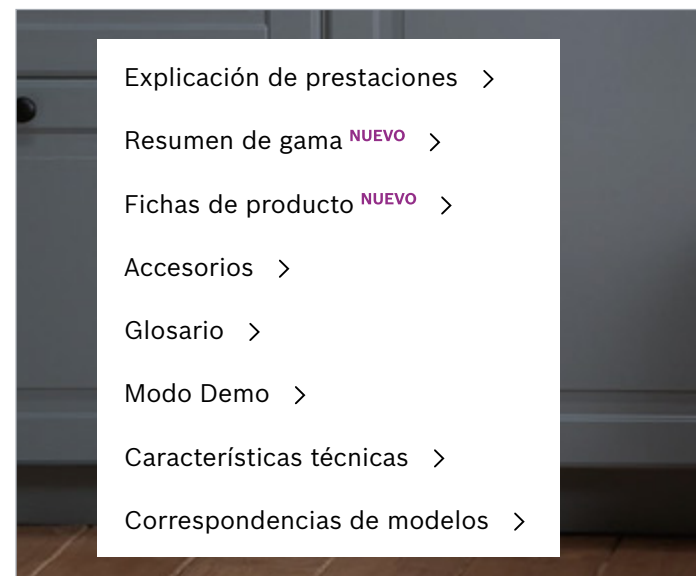 Explicación de prestaciones
Resumen de gama NUEVO
Fichas de producto NUEVO
Accesorios
Glosario
Modo Demo
Características técnicas
Correspondencias de modelos